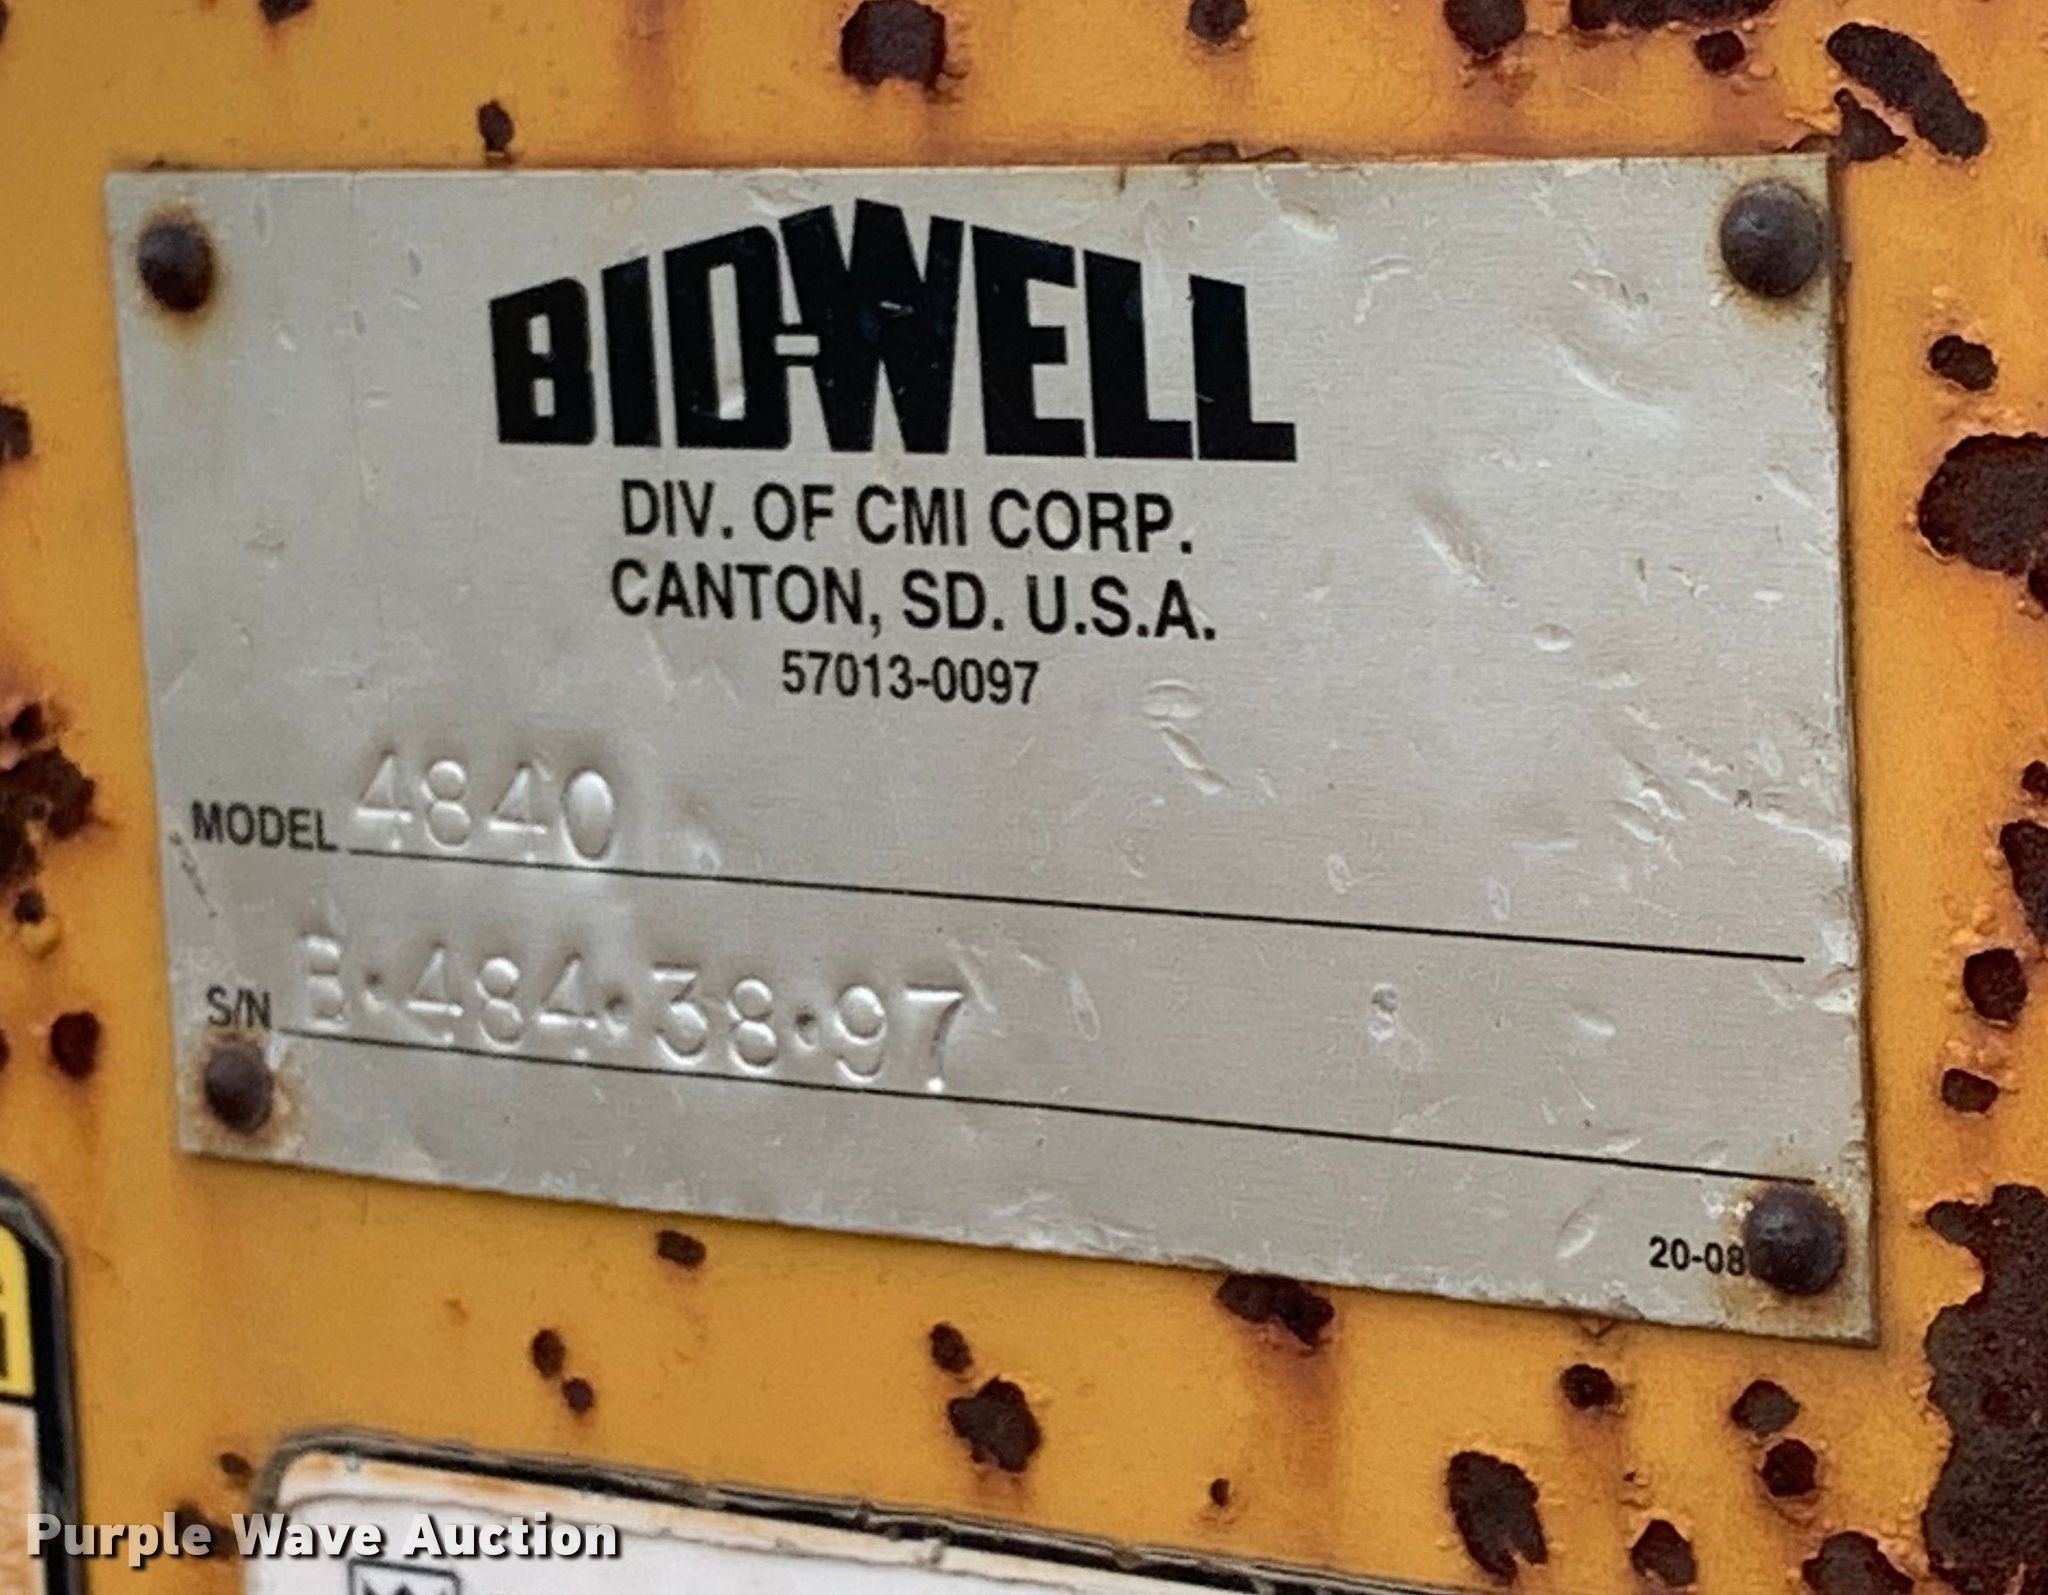 BID-WELL
DIV. OF CMI CORP.
CANTON, SD. U.S.A.
57013-0097
MODEL 4840
S/N B·484·38·97
20-08
Purple Wave Auction